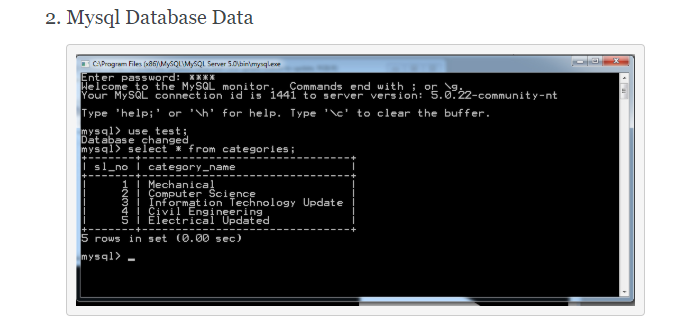 2. Mysql Database Data
C:\Program Files (x86)\MySQL\MySQL Server 5.0\bin\mysql.exe
Enter password: ****
Welcome to the MySQL monitor.  Commands end with ; or \g.
Your MySQL connection id is 1441 to server version: 5.0.22-community-nt
Type 'help;' or '\h' for help. Type '\c' to clear the buffer.
mysql> use test;
Database changed
mysql> select * from categories;
+-------+-------------------------------+
| sl_no | category_name                 |
+-------+-------------------------------+
|     1 | Mechanical                    |
|     2 | Computer Science              |
|     3 | Information Technology Update |
|     4 | Civil Engineering             |
|     5 | Electrical Updated            |
+-------+-------------------------------+
5 rows in set (0.00 sec)
mysql> _